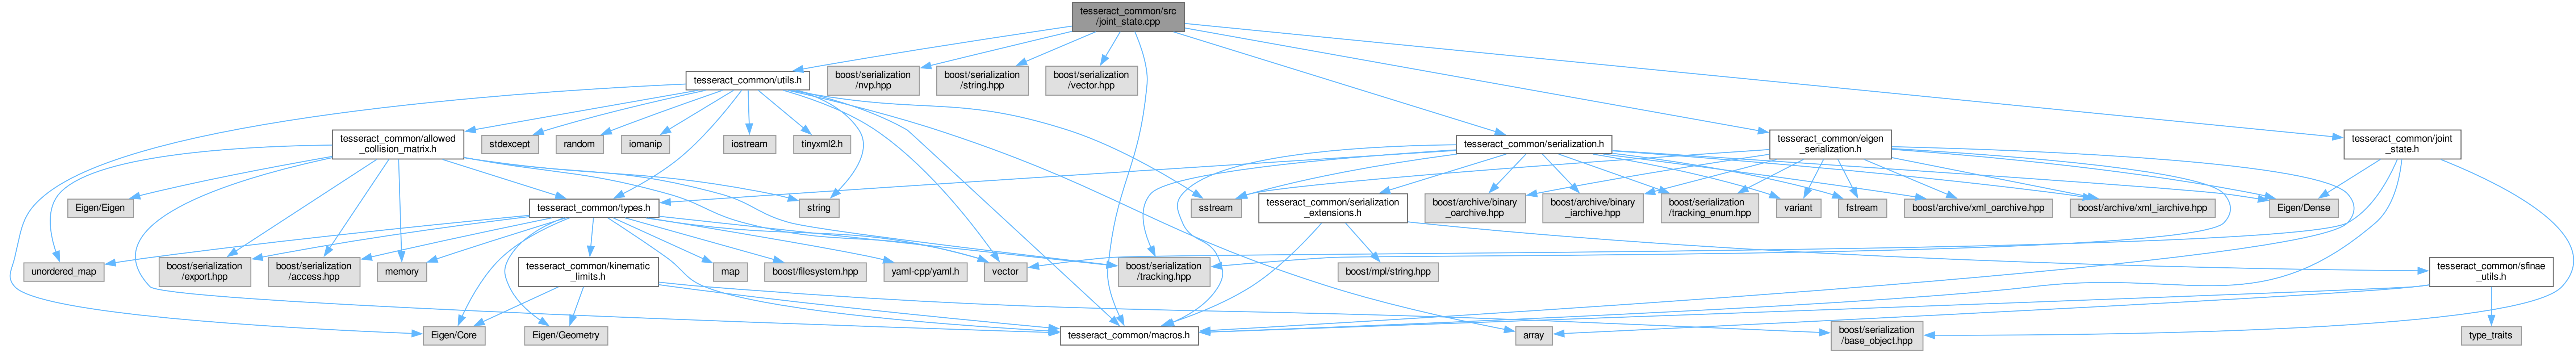 tesseract_common/src
/joint_state.cpp
tesseract_common/utils.h
boost/serialization
/nvp.hpp
boost/serialization
/string.hpp
boost/serialization
/vector.hpp
tesseract_common/allowed
_collision_matrix.h
stdexcept
random
iomanip
iostream
tinyxml2.h
tesseract_common/serialization.h
tesseract_common/eigen
_serialization.h
tesseract_common/joint
_state.h
Eigen/Eigen
tesseract_common/types.h
string
sstream
tesseract_common/serialization
_extensions.h
boost/archive/binary
_oarchive.hpp
boost/archive/binary
_iarchive.hpp
boost/serialization
/tracking_enum.hpp
variant
fstream
boost/archive/xml_oarchive.hpp
boost/archive/xml_iarchive.hpp
Eigen/Dense
unordered_map
boost/serialization
/export.hpp
boost/serialization
/access.hpp
memory
tesseract_common/kinematic
_limits.h
map
boost/filesystem.hpp
yaml-cpp/yaml.h
vector
boost/serialization
/tracking.hpp
boost/mpl/string.hpp
tesseract_common/sfinae
_utils.h
Eigen/Core
Eigen/Geometry
tesseract_common/macros.h
array
boost/serialization
/base_object.hpp
type_traits